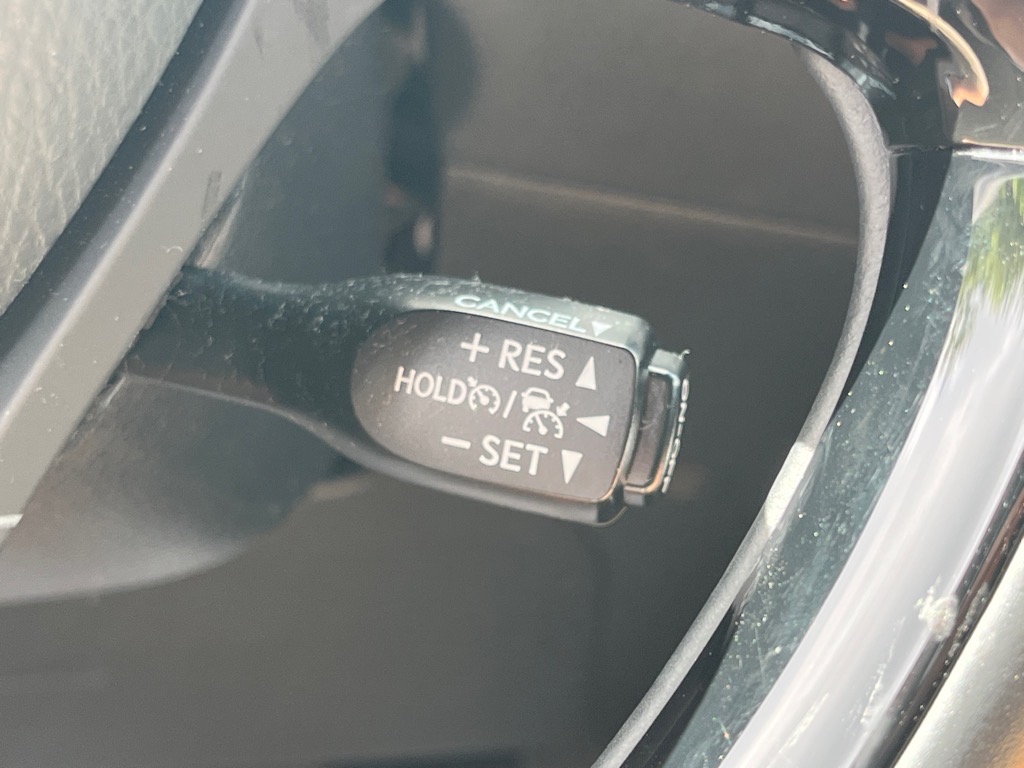 CANCEL▼
+ RES ▲
HOLD / ◀
− SET ▼